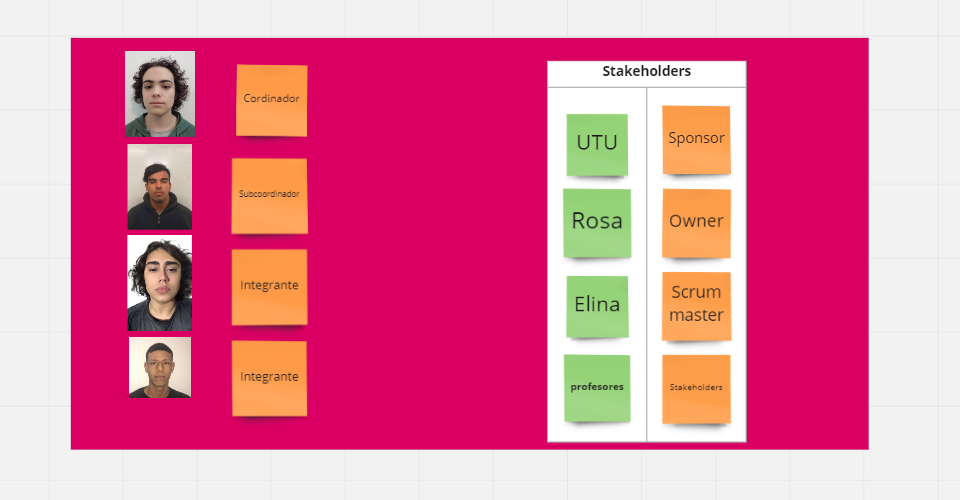 Cordinador
Subcoordinador
Integrante
Integrante
Stakeholders
UTU
Sponsor
Rosa
Owner
Elina
Scrum
master
profesores
Stakeholders